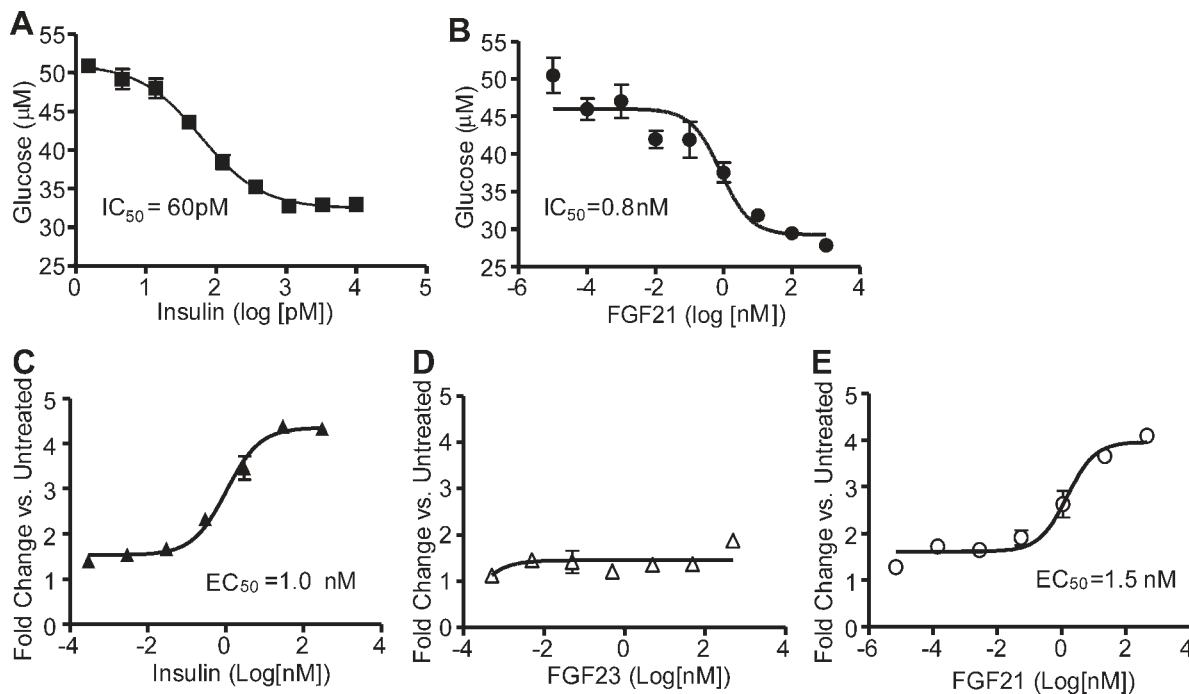 A
Glucose (μM)
55
50
45
40
35
30
25
IC50 = 60pM
0 1 2 3 4 5
Insulin (log [pM])
B
Glucose (μM)
55
50
45
40
35
30
25
IC50=0.8nM
-6 -4 -2 0 2 4
FGF21 (log [nM])
C
Fold Change vs. Untreated
5
4
3
2
1
0
EC50 =1.0 nM
-4 -2 0 2 4
Insulin (Log[nM])
D
Fold Change vs. Untreated
5
4
3
2
1
0
-4 -2 0 2 4
FGF23 (Log[nM])
E
Fold Change vs. Untreated
5
4
3
2
1
0
EC50 =1.5 nM
-6 -4 -2 0 2 4
FGF21 (Log[nM])